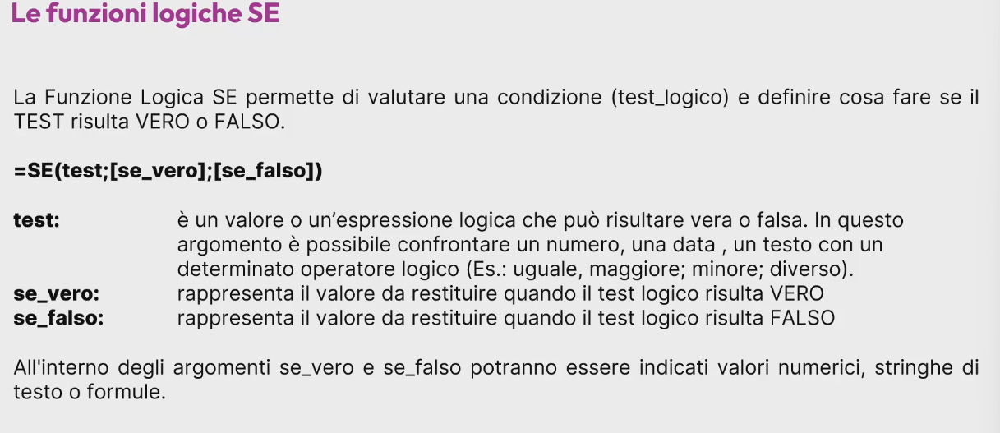 Le funzioni logiche SE
La Funzione Logica SE permette di valutare una condizione (test_logico) e definire cosa fare se il
TEST risulta VERO o FALSO.
=SE(test;[se_vero];[se_falso])
test: è un valore o un’espressione logica che può risultare vera o falsa. In questo
argomento è possibile confrontare un numero, una data , un testo con un
determinato operatore logico (Es.: uguale, maggiore; minore; diverso).
se_vero: rappresenta il valore da restituire quando il test logico risulta VERO
se_falso: rappresenta il valore da restituire quando il test logico risulta FALSO
All'interno degli argomenti se_vero e se_falso potranno essere indicati valori numerici, stringhe di
testo o formule.